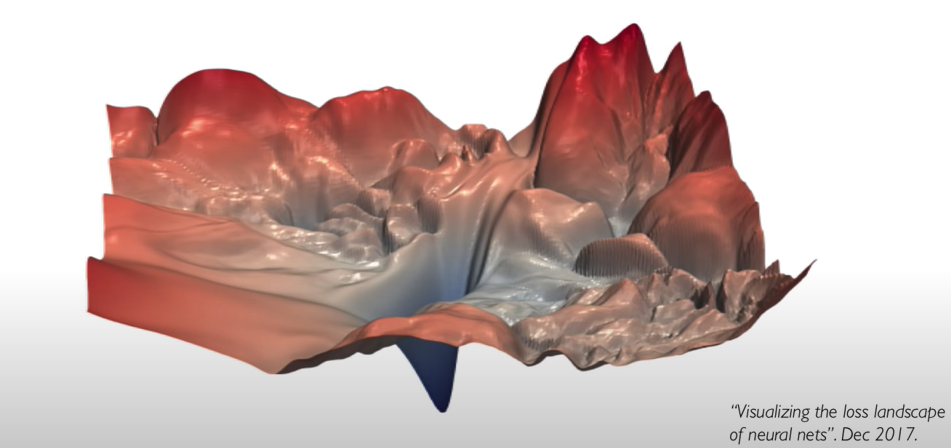 “Visualizing the loss landscape
of neural nets”. Dec 2017.